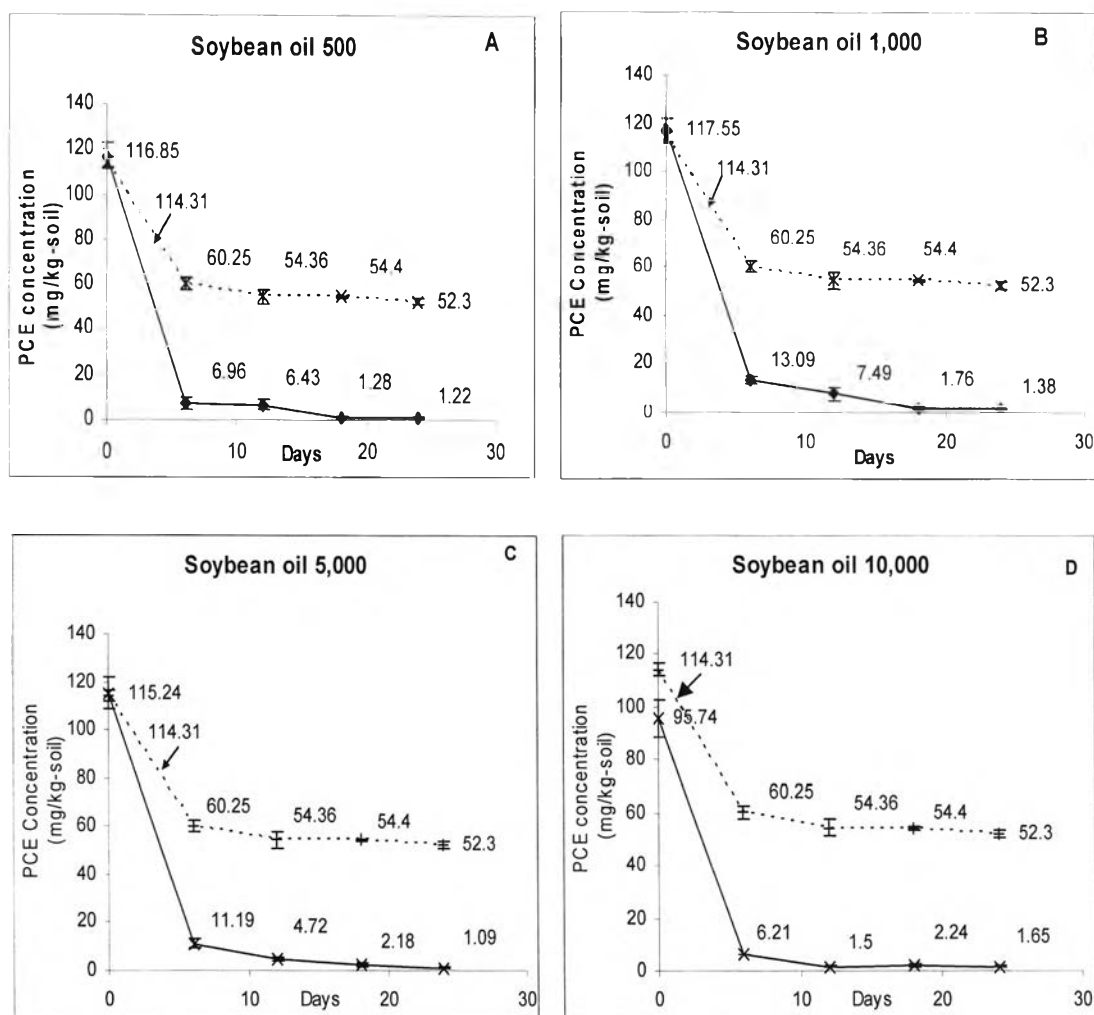 Soybean oil 500
A
PCE concentration
(mg/kg-soil)
140
120
100
80
60
40
20
0
116.85
114.31
60.25 54.36 54.4 52.3
6.96 6.43 1.28 1.22
0 10 20 30
Days
Soybean oil 1,000
B
PCE concentration
(mg/kg-soil)
140
120
100
80
60
40
20
0
117.55
114.31
60.25 54.36 54.4 52.3
13.09 7.49 1.76 1.38
0 10 20 30
Days
Soybean oil 5,000
C
PCE Concentration
(mg/kg-soil)
140
120
100
80
60
40
20
0
115.24
114.31
60.25 54.36 54.4 52.3
11.19 4.72 2.18 1.09
0 10 20 30
Days
Soybean oil 10,000
D
PCE concentration
(mg/kg-soil)
140
120
100
80
60
40
20
0
114.31
95.74
60.25 54.36 54.4 52.3
6.21 1.5 2.24 1.65
0 10 20 30
Days